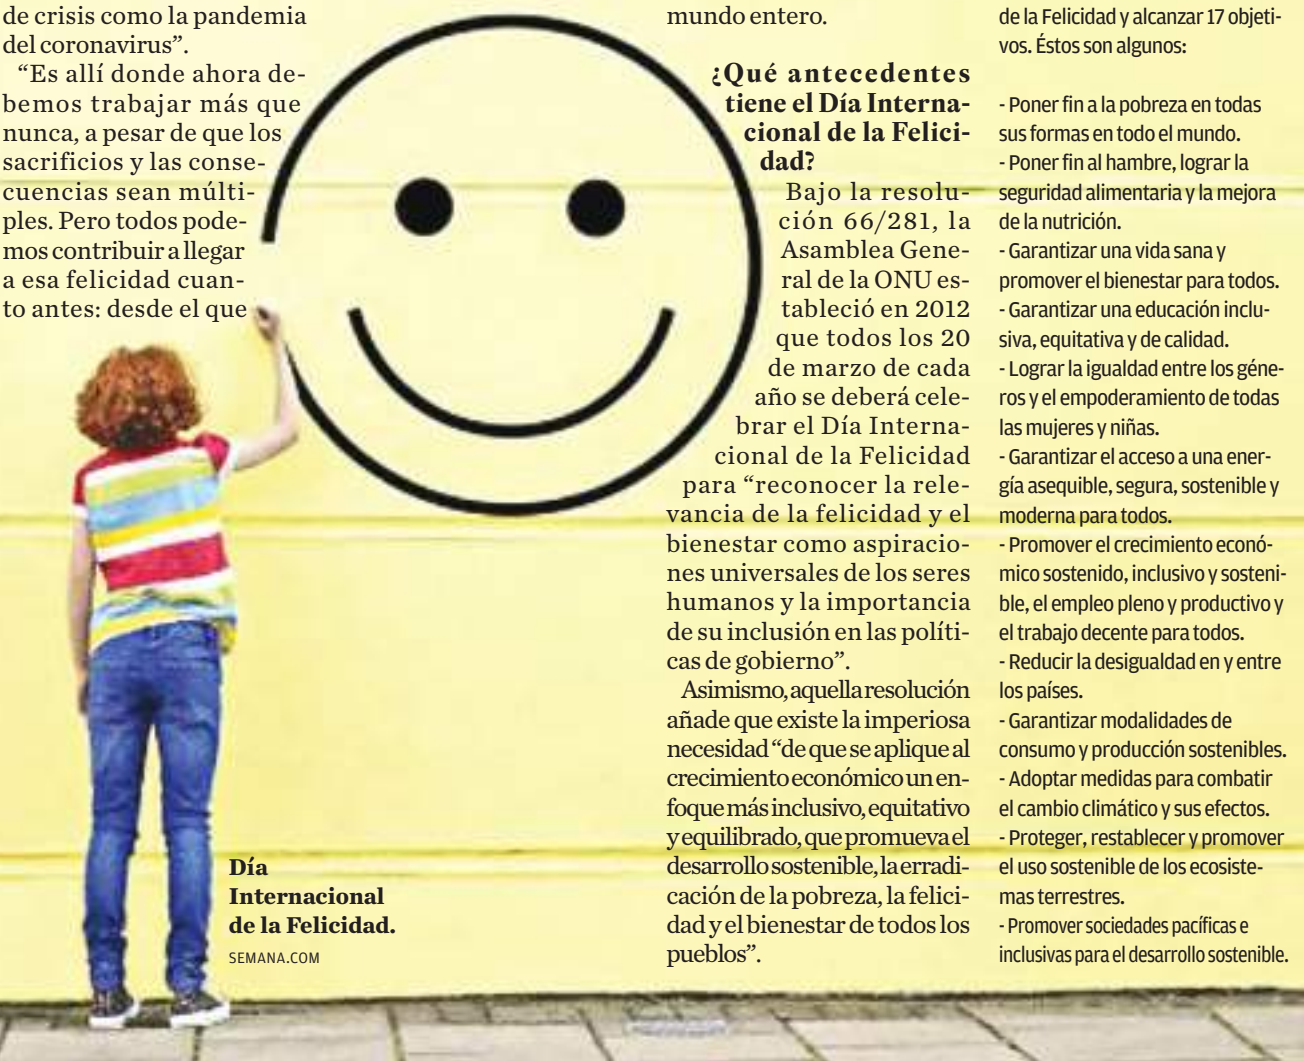 de crisis como la pandemia
del coronavirus”.
“Es allí donde ahora de-
bemos trabajar más que
nunca, a pesar de que los
sacrificios y las conse-
cuencias sean múlti-
ples. Pero todos pode-
mos contribuir a llegar
a esa felicidad cuan-
to antes: desde el que
Día
Internacional
de la Felicidad.
SEMANA.COM
mundo entero.
¿Qué antecedentes
tiene el Día Interna-
cional de la Felici-
dad?
Bajo la resolu-
ción 66/281, la
Asamblea Gene-
ral de la ONU es-
tableció en 2012
que todos los 20
de marzo de cada
año se deberá cele-
brar el Día Interna-
cional de la Felicidad
para “reconocer la rele-
vancia de la felicidad y el
bienestar como aspiracio-
nes universales de los seres
humanos y la importancia
de su inclusión en las políti-
cas de gobierno”.
Asimismo, aquella resolución
añade que existe la imperiosa
necesidad “de que se aplique al
crecimiento económico un en-
foque más inclusivo, equitativo
y equilibrado, que promueva el
desarrollo sostenible, la erradi-
cación de la pobreza, la felici-
dad y el bienestar de todos los
pueblos”.
de la Felicidad y alcanzar 17 objeti-
vos. Éstos son algunos:
- Poner fin a la pobreza en todas
sus formas en todo el mundo.
- Poner fin al hambre, lograr la
seguridad alimentaria y la mejora
de la nutrición.
- Garantizar una vida sana y
promover el bienestar para todos.
- Garantizar una educación inclu-
siva, equitativa y de calidad.
- Lograr la igualdad entre los géne-
ros y el empoderamiento de todas
las mujeres y niñas.
- Garantizar el acceso a una ener-
gía asequible, segura, sostenible y
moderna para todos.
- Promover el crecimiento econó-
mico sostenido, inclusivo y sosteni-
ble, el empleo pleno y productivo y
el trabajo decente para todos.
- Reducir la desigualdad en y entre
los países.
- Garantizar modalidades de
consumo y producción sostenibles.
- Adoptar medidas para combatir
el cambio climático y sus efectos.
- Proteger, restablecer y promover
el uso sostenible de los ecosiste-
mas terrestres.
- Promover sociedades pacíficas e
inclusivas para el desarrollo sostenible.